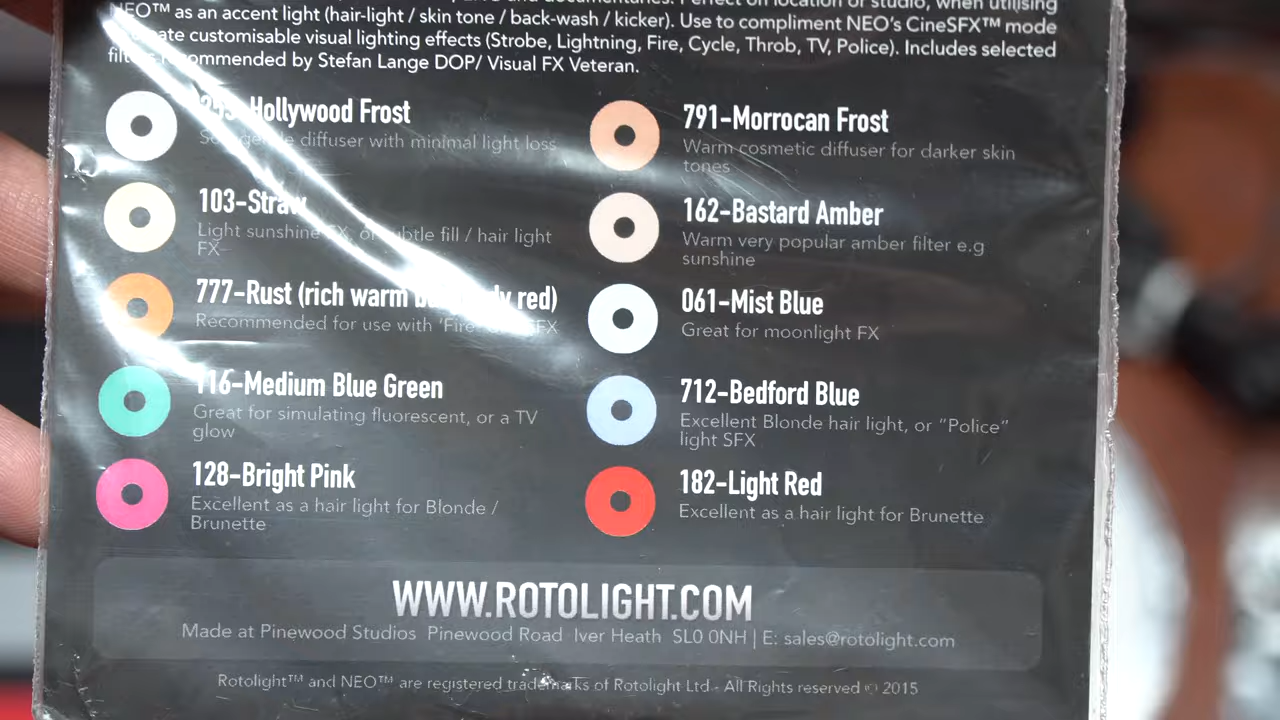 NEO™ as an accent light (hair-light / skin tone / back-wash / kicker). Use to compliment NEO's CineSFX™ mode
customisable visual lighting effects (Strobe, Lightning, Fire, Cycle, Throb, TV, Police). Includes selected
recommended by Stefan Lange DOP/ Visual FX Veteran.
Hollywood Frost
diffuser with minimal light loss
103-Straw
Light sunshine FX, or subtle fill / hair light
FX
777-Rust (rich warm red)
Recommended for use with 'Fire'
116-Medium Blue Green
Great for simulating fluorescent, or a TV
glow
128-Bright Pink
Excellent as a hair light for Blonde /
Brunette
791-Morrocan Frost
Warm cosmetic diffuser for darker skin
tones
162-Bastard Amber
Warm very popular amber filter e.g
sunshine
061-Mist Blue
Great for moonlight FX
712-Bedford Blue
Excellent Blonde hair light, or "Police"
light SFX
182-Light Red
Excellent as a hair light for Brunette
WWW.ROTOLIGHT.COM
Made at Pinewood Studios Pinewood Road Iver Heath SL0 0NH | E: sales@rotolight.com
Rotolight™ and NEO™ are registered trademarks of Rotolight Ltd - All Rights reserved © 2015